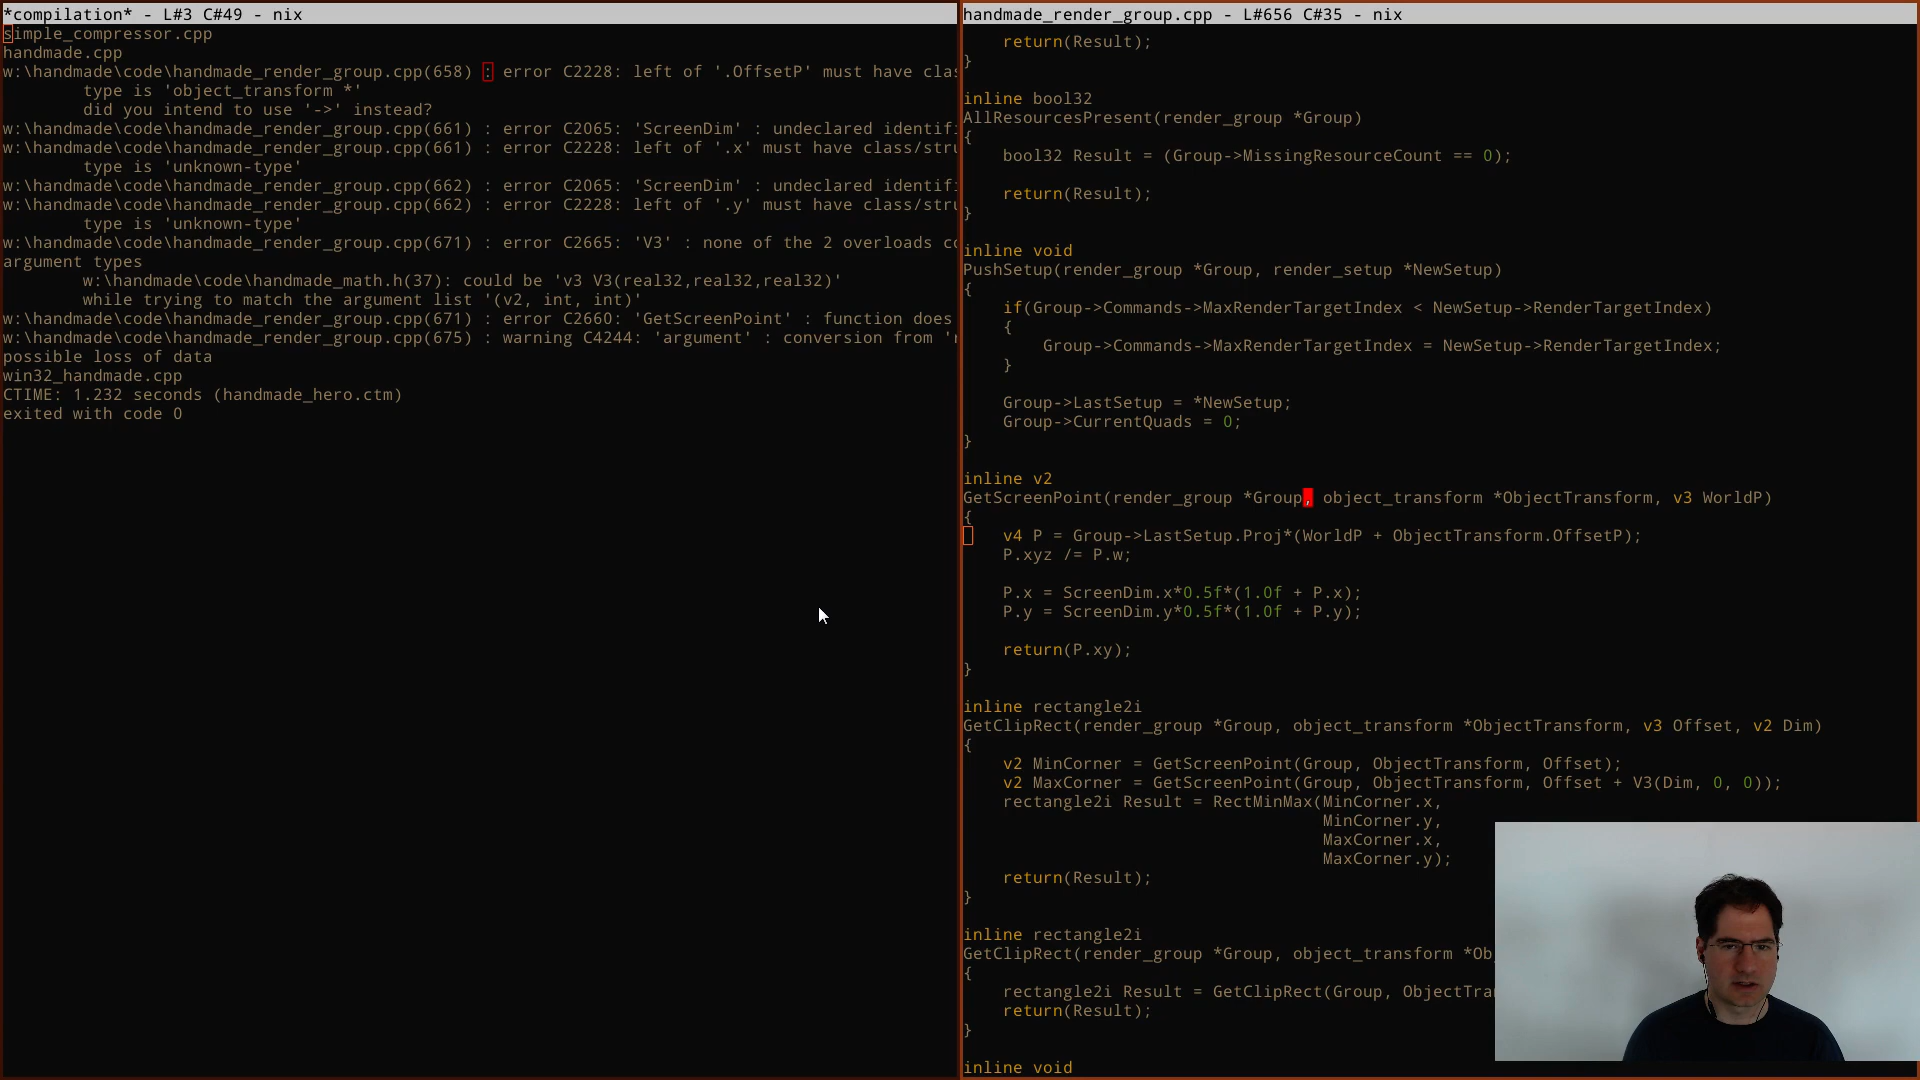 *compilation* - L#3 C#49 - nix
simple_compressor.cpp
handmade.cpp
w:\handmade\code\handmade_render_group.cpp(658) : error C2228: left of '.OffsetP' must have clas
        type is 'object_transform *'
        did you intend to use '->' instead?
w:\handmade\code\handmade_render_group.cpp(661) : error C2065: 'ScreenDim' : undeclared identifi
w:\handmade\code\handmade_render_group.cpp(661) : error C2228: left of '.x' must have class/stru
        type is 'unknown-type'
w:\handmade\code\handmade_render_group.cpp(662) : error C2065: 'ScreenDim' : undeclared identifi
w:\handmade\code\handmade_render_group.cpp(662) : error C2228: left of '.y' must have class/stru
        type is 'unknown-type'
w:\handmade\code\handmade_render_group.cpp(671) : error C2665: 'V3' : none of the 2 overloads co
argument types
        w:\handmade\code\handmade_math.h(37): could be 'v3 V3(real32,real32,real32)'
        while trying to match the argument list '(v2, int, int)'
w:\handmade\code\handmade_render_group.cpp(671) : error C2660: 'GetScreenPoint' : function does
w:\handmade\code\handmade_render_group.cpp(675) : warning C4244: 'argument' : conversion from 'r
possible loss of data
win32_handmade.cpp
CTIME: 1.232 seconds (handmade_hero.ctm)
exited with code 0
handmade_render_group.cpp - L#656 C#35 - nix
    return(Result);
}
inline bool32
AllResourcesPresent(render_group *Group)
{
    bool32 Result = (Group->MissingResourceCount == 0);
    return(Result);
}
inline void
PushSetup(render_group *Group, render_setup *NewSetup)
{
    if(Group->Commands->MaxRenderTargetIndex < NewSetup->RenderTargetIndex)
    {
        Group->Commands->MaxRenderTargetIndex = NewSetup->RenderTargetIndex;
    }
    Group->LastSetup = *NewSetup;
    Group->CurrentQuads = 0;
}
inline v2
GetScreenPoint(render_group *Group, object_transform *ObjectTransform, v3 WorldP)
{
    v4 P = Group->LastSetup.Proj*(WorldP + ObjectTransform.OffsetP);
    P.xyz /= P.w;
    P.x = ScreenDim.x*0.5f*(1.0f + P.x);
    P.y = ScreenDim.y*0.5f*(1.0f + P.y);
    return(P.xy);
}
inline rectangle2i
GetClipRect(render_group *Group, object_transform *ObjectTransform, v3 Offset, v2 Dim)
{
    v2 MinCorner = GetScreenPoint(Group, ObjectTransform, Offset);
    v2 MaxCorner = GetScreenPoint(Group, ObjectTransform, Offset + V3(Dim, 0, 0));
    rectangle2i Result = RectMinMax(MinCorner.x,
                                    MinCorner.y,
                                    MaxCorner.x,
                                    MaxCorner.y);
    return(Result);
}
inline rectangle2i
GetClipRect(render_group *Group, object_transform *Ob
{
    rectangle2i Result = GetClipRect(Group, ObjectTra
    return(Result);
}
inline void